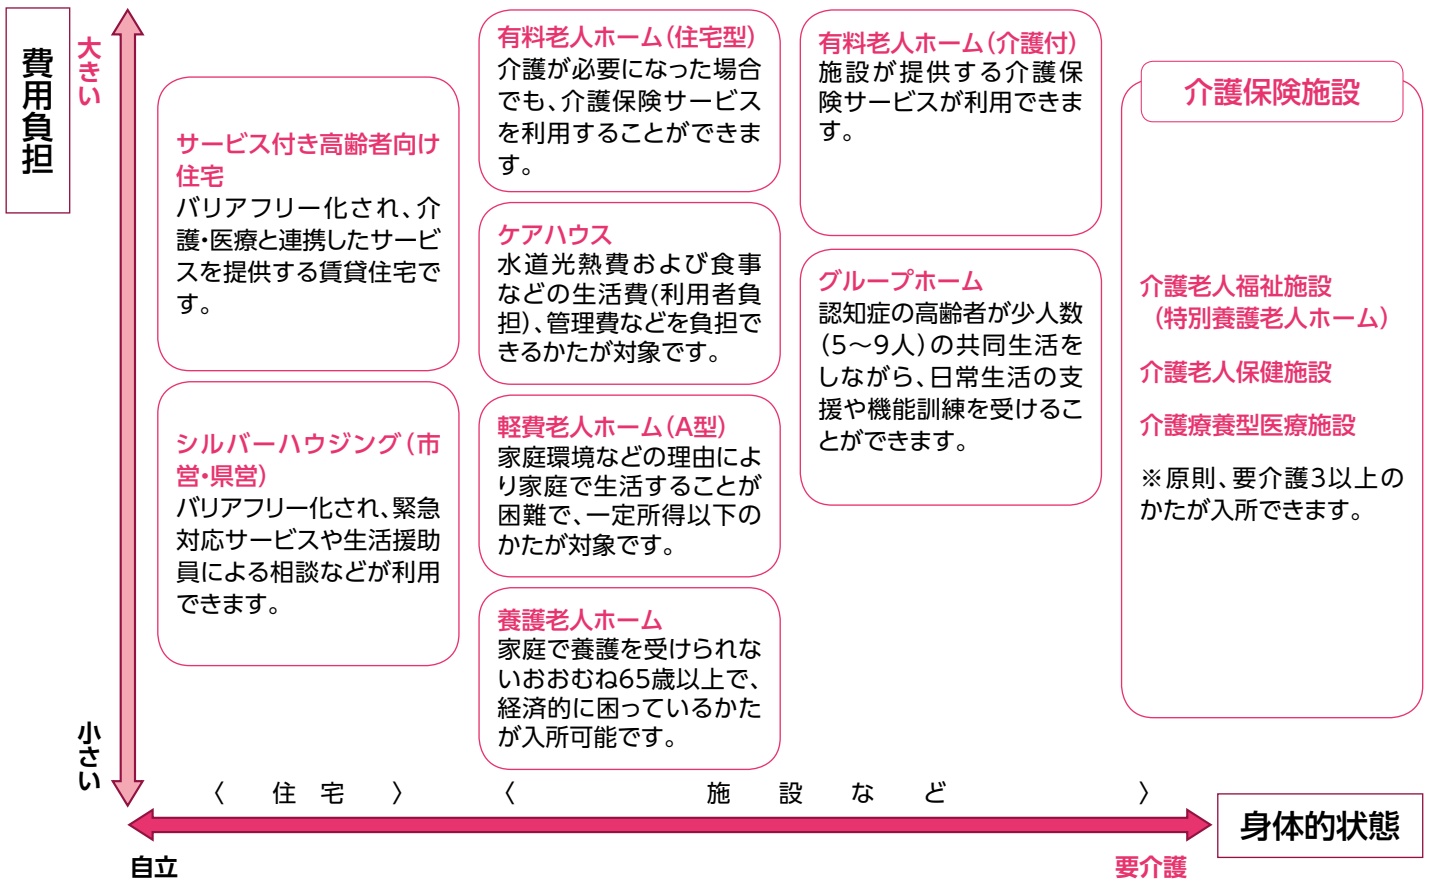 費用負担
大きい
小さい
サービス付き高齢者向け
住宅
バリアフリー化され、介
護・医療と連携したサービ
スを提供する賃貸住宅で
す。
シルバーハウジング（市
営・県営）
バリアフリー化され、緊急
対応サービスや生活援助
員による相談などが利用
できます。
有料老人ホーム（住宅型）
介護が必要になった場合
でも、介護保険サービス
を利用することができま
す。
ケアハウス
水道光熱費および食事
などの生活費(利用者負
担)、管理費などを負担で
きるかたが対象です。
軽費老人ホーム（A型）
家庭環境などの理由によ
り家庭で生活することが
困難で、一定所得以下の
かたが対象です。
養護老人ホーム
家庭で養護を受けられな
いおおむね65歳以上で、
経済的に困っているかた
が入所可能です。
有料老人ホーム（介護付）
施設が提供する介護保
険サービスが利用できま
す。
グループホーム
認知症の高齢者が少人数
（5～9人）の共同生活を
しながら、日常生活の支
援や機能訓練を受けるこ
とができます。
介護保険施設
介護老人福祉施設
（特別養護老人ホーム）
介護老人保健施設
介護療養型医療施設
※原則、要介護3以上の
かたが入所できます。
〈 住 宅 〉
〈 施 設 な ど 〉
身体的状態
自立
要介護